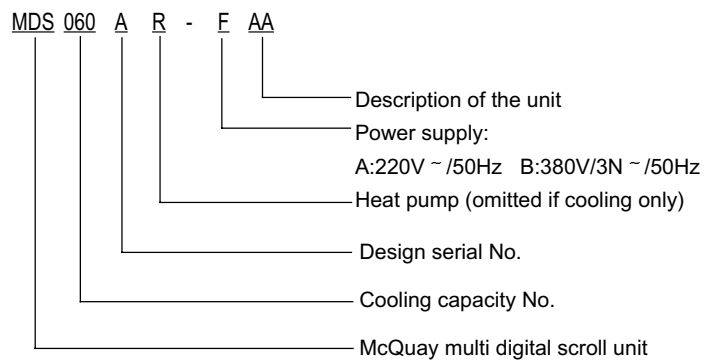 MDS 060 A R - F AA
Description of the unit
Power supply:
A:220V ~ /50Hz B:380V/3N ~ /50Hz
Heat pump (omitted if cooling only)
Design serial No.
Cooling capacity No.
McQuay multi digital scroll unit